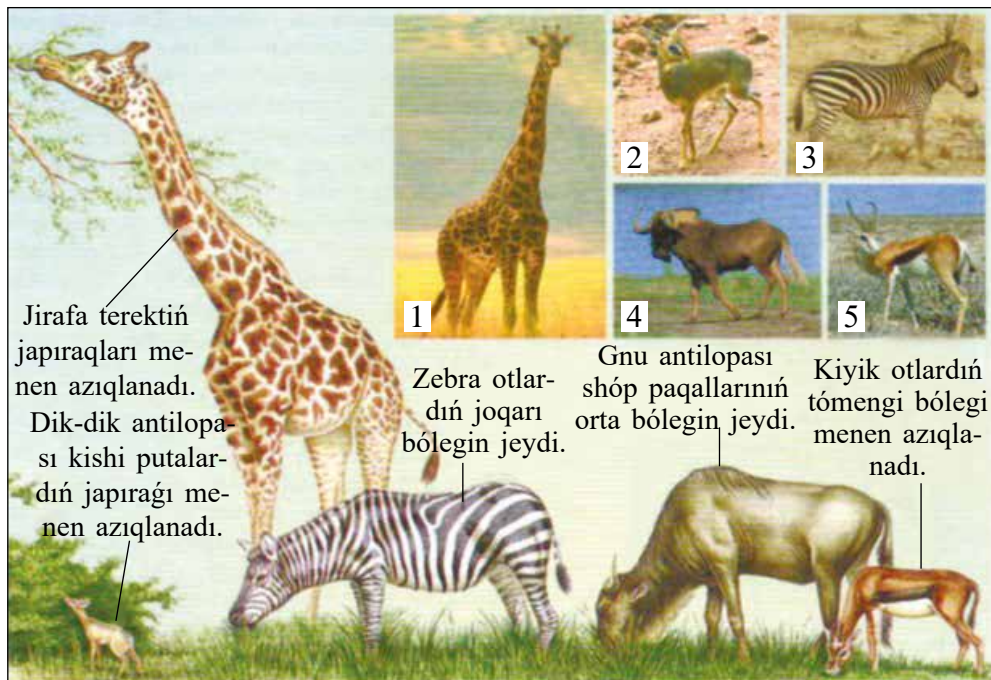 1
2
3
4
5
Jirafa terektiń
japıraqları me-
nen azıqlanadı.
Dik-dik antilopa-
sı kishi putalar-
dıń japıraǵı me-
nen azıqlanadı.
Zebra otlar-
dıń joqarı
bólegin jeydi.
Gnu antilopası
shóp paqallarınıń
orta bólegin jeydi.
Kiyik otlardıń
tómengi bólegi
menen azıqla-
nadı.